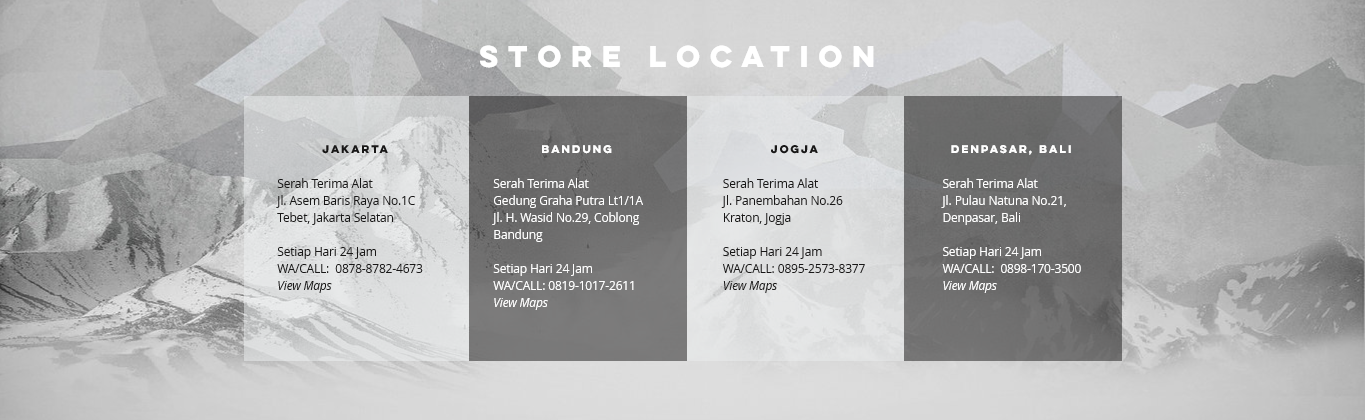 STORE LOCATION
JAKARTA
Serah Terima Alat
Jl. Asem Baris Raya No.1C
Tebet, Jakarta Selatan
Setiap Hari 24 Jam
WA/CALL:  0878-8782-4673
View Maps
BANDUNG
Serah Terima Alat
Gedung Graha Putra Lt1/1A
Jl. H. Wasid No.29, Coblong
Bandung
Setiap Hari 24 Jam
WA/CALL: 0819-1017-2611
View Maps
JOGJA
Serah Terima Alat
Jl. Panembahan No.26
Kraton, Jogja
Setiap Hari 24 Jam
WA/CALL: 0895-2573-8377
View Maps
DENPASAR, BALI
Serah Terima Alat
Jl. Pulau Natuna No.21,
Denpasar, Bali
Setiap Hari 24 Jam
WA/CALL:  0898-170-3500
View Maps